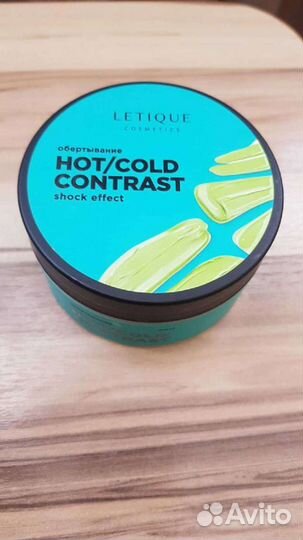 LETIQUE
COSMETICS
обертывание
HOT/COLD
CONTRAST
shock effect
Avito